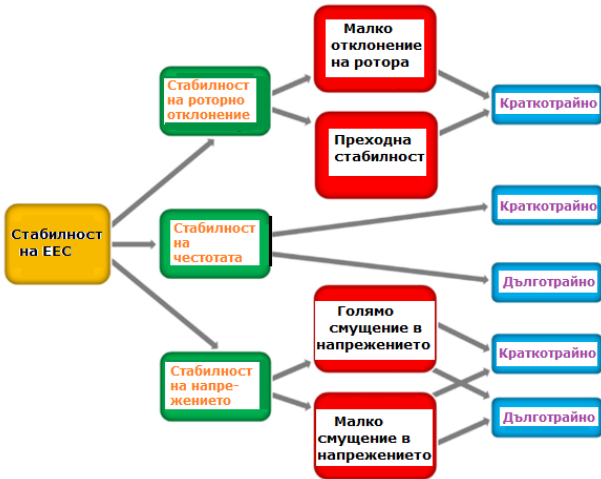 Стабилност
на ЕЕС
Стабилност
на роторно
отклонение
Стабилност
на
честотата
Стабилност
на напре-
жението
Малко
отклонение
на ротора
Преходна
стабилност
Голямо
смущение в
напрежението
Малко
смущение в
напрежението
Краткотрайно
Краткотрайно
Дълготрайно
Краткотрайно
Дълготрайно